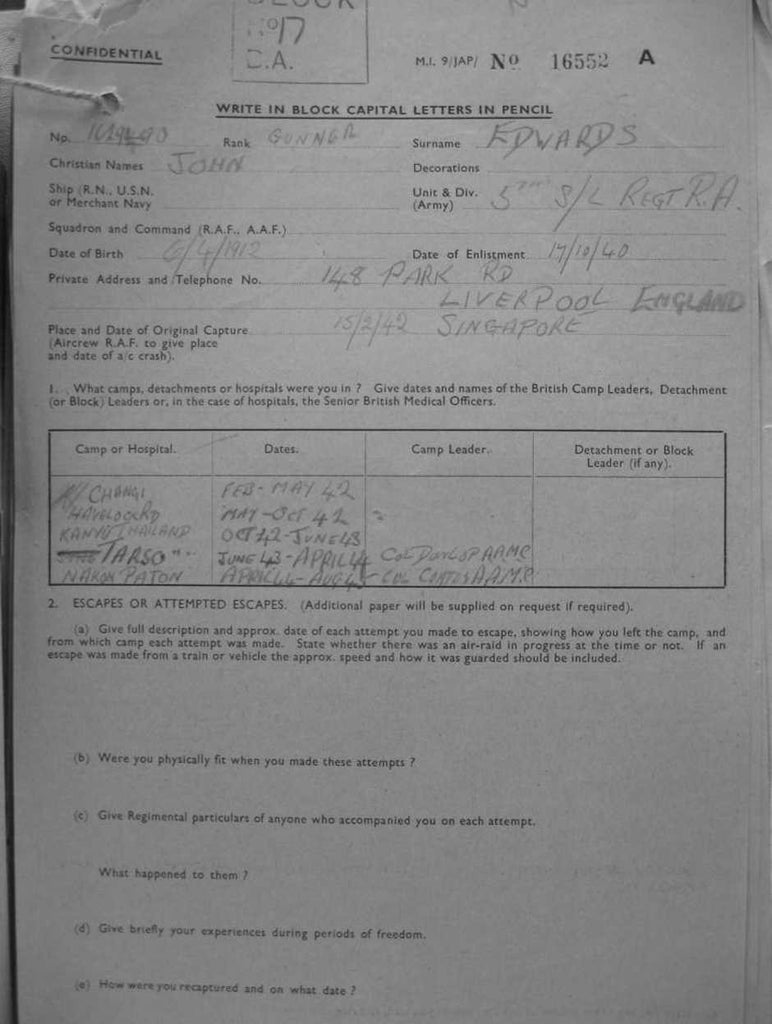 No 17
C.A.
CONFIDENTIAL
M.I. 9/JAP/ No 16552 A
WRITE IN BLOCK CAPITAL LETTERS IN PENCIL
No. Rank GUNNER Surname EDWARDS
Christian Names JOHN Decorations
Ship (R.N., U.S.N. or Merchant Navy
Unit & Div. (Army) 5TH S/L REGT R.A.
Squadron and Command (R.A.F., A.A.F.)
Date of Birth 6/4/1912 Date of Enlistment 17/10/40
Private Address and Telephone No. 148 PARK RD
LIVERPOOL ENGLAND
Place and Date of Original Capture 15/2/42 SINGAPORE
(Aircrew R.A.F. to give place
and date of a/c crash).
1. What camps, detachments or hospitals were you in ? Give dates and names of the British Camp Leaders, Detachment
(or Block) Leaders or, in the case of hospitals, the Senior British Medical Officers.
Camp or Hospital. Dates. Camp Leader. Detachment or Block
Leader (if any).
CHANGI FEB - MAY 42
HAVELOCK RD MAY - OCT 42
KANYU THAILAND OCT 42 - JUNE 43
TARSO " JUNE 43 - APRIL 44 COL DUNLOP AAMC
NAKON PATON APRIL 44 - AUG 45 COL COATES A.A.M.C
2. ESCAPES OR ATTEMPTED ESCAPES. (Additional paper will be supplied on request if required).
(a) Give full description and approx. date of each attempt you made to escape, showing how you left the camp, and
from which camp each attempt was made. State whether there was an air-raid in progress at the time or not. If an
escape was made from a train or vehicle the approx. speed and how it was guarded should be included.
(b) Were you physically fit when you made these attempts ?
(c) Give Regimental particulars of anyone who accompanied you on each attempt.
What happened to them ?
(d) Give briefly your experiences during periods of freedom.
(e) How were you recaptured and on what date ?